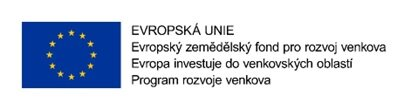 EVROPSKÁ UNIE
Evropský zemědělský fond pro rozvoj venkova
Evropa investuje do venkovských oblastí
Program rozvoje venkova